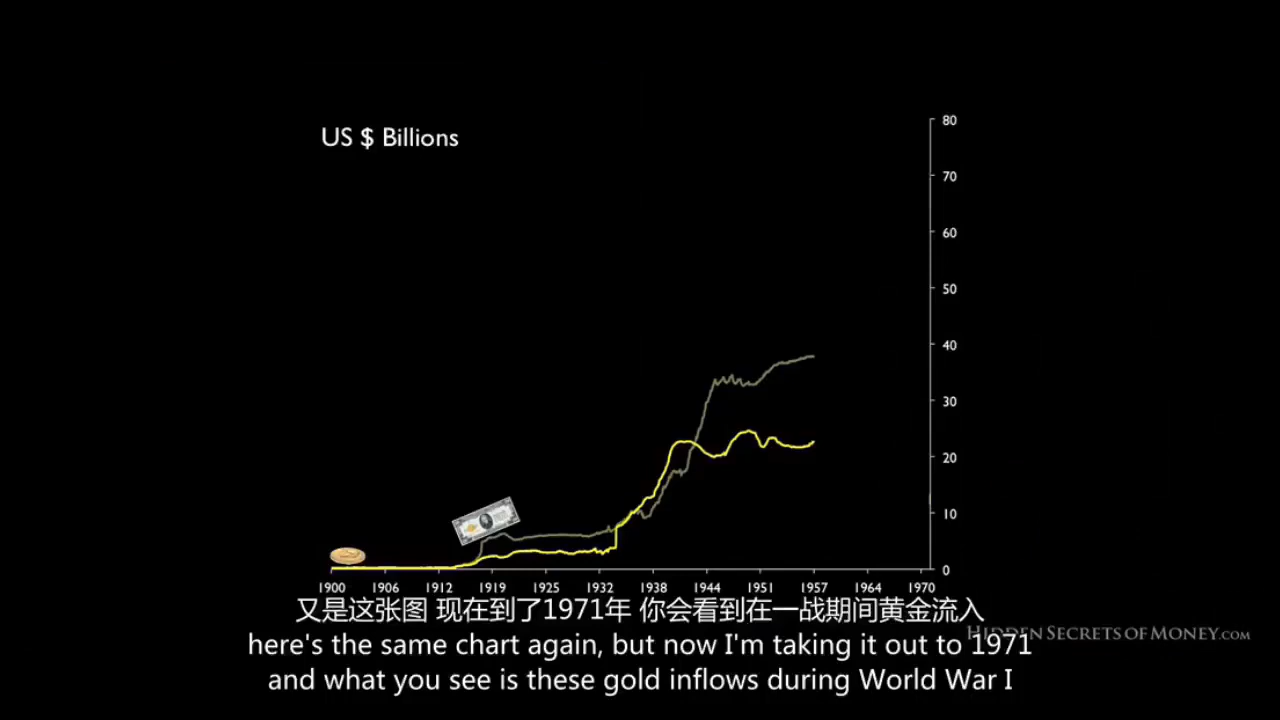 US $ Billions
80
70
60
50
40
30
20
10
0
1900 1906 1912 1919 1925 1932 1938 1944 1951 1957 1964 1970
又是这张图 现在到了1971年 你会看到在一战期间黄金流入
HIDDEN SECRETS OF MONEY.COM
here's the same chart again, but now I'm taking it out to 1971
and what you see is these gold inflows during World War I